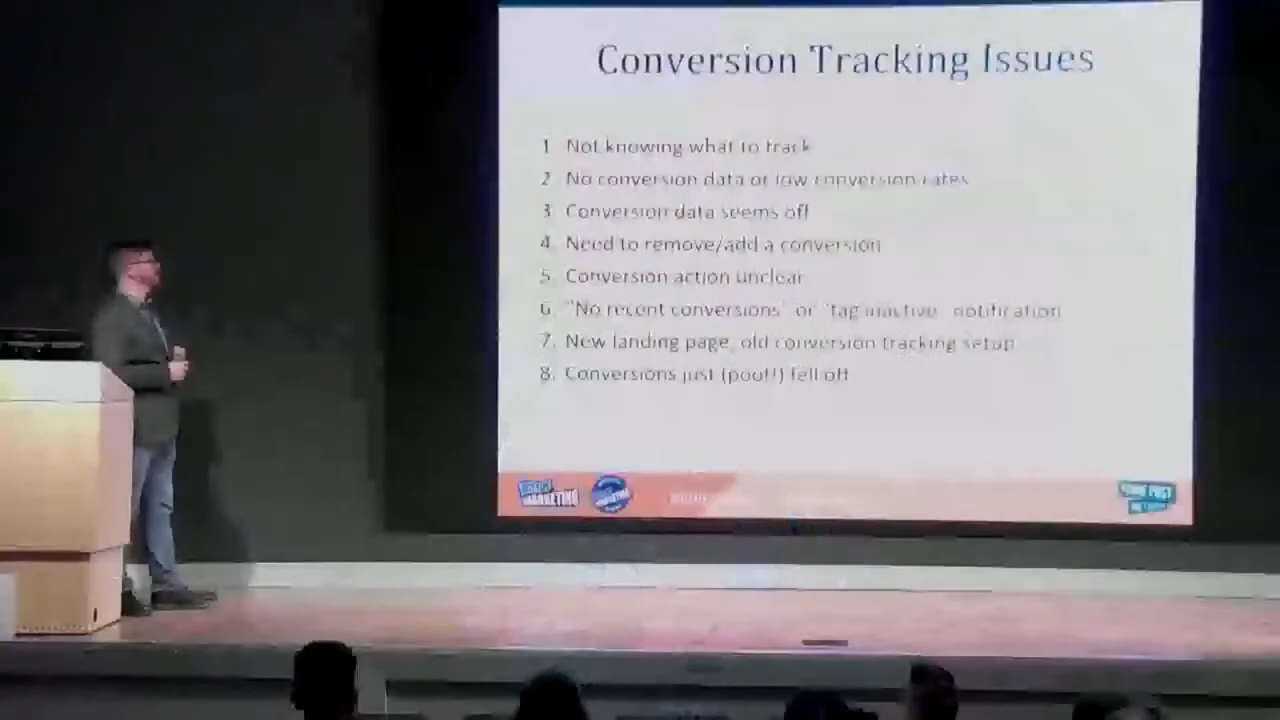 Conversion Tracking Issues
1 Not knowing what to track
2 No conversion data or low conversion rates
3 Conversion data seems off
4. Need to remove/add a conversion
5. Conversion action unclear
6. "No recent conversions" or "tag inactive" notification
7. New landing page, old conversion tracking setup
8. Conversions just (poof!) fell off
MARKETING